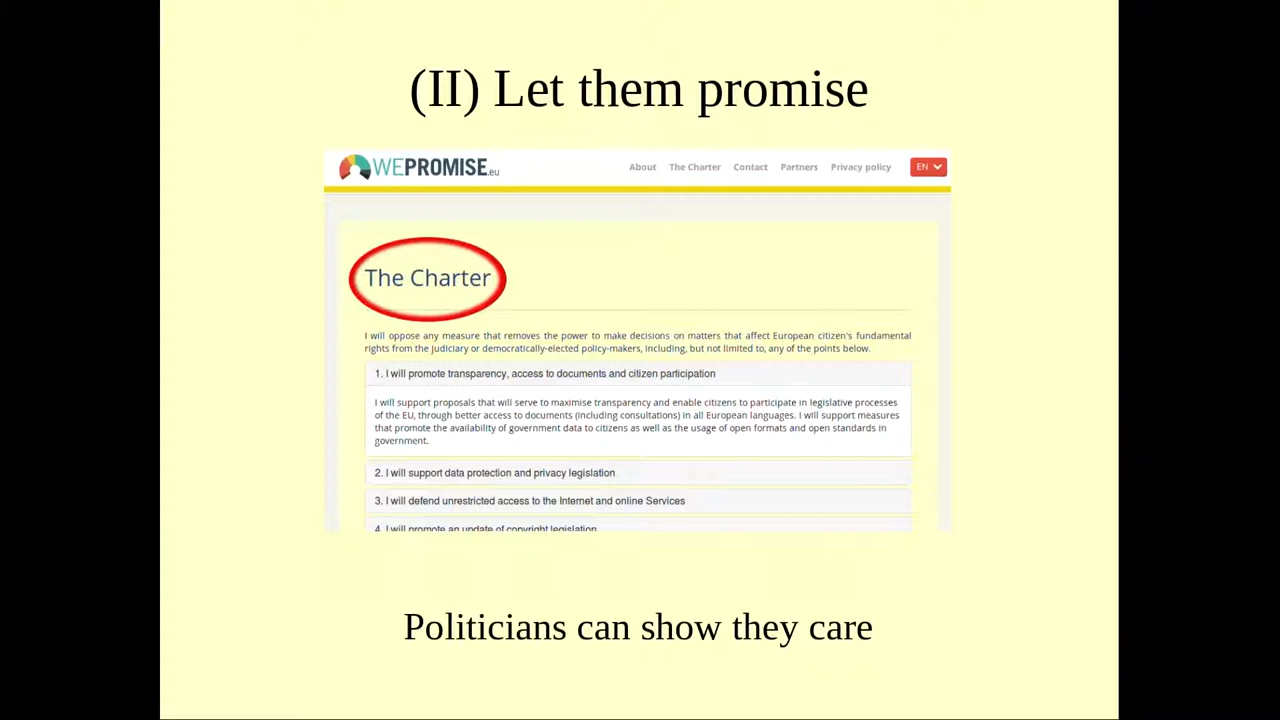 (II) Let them promise
WEPROMISE.eu
About The Charter Contact Partners Privacy policy EN
The Charter
I will oppose any measure that removes the power to make decisions on matters that affect European citizen's fundamental
rights from the judiciary or democratically-elected policy-makers, including, but not limited to, any of the points below.
1. I will promote transparency, access to documents and citizen participation
I will support proposals that will serve to maximise transparency and enable citizens to participate in legislative processes
of the EU, through better access to documents (including consultations) in all European languages. I will support measures
that promote the availability of government data to citizens as well as the usage of open formats and open standards in
government.
2. I will support data protection and privacy legislation
3. I will defend unrestricted access to the Internet and online Services
4. I will promote an update of copyright legislation
Politicians can show they care